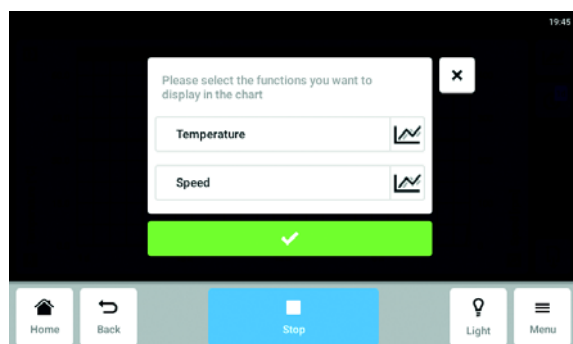 19:45
Please select the functions you want to
display in the chart
Temperature
Speed
Home
Back
Stop
Light
Menu